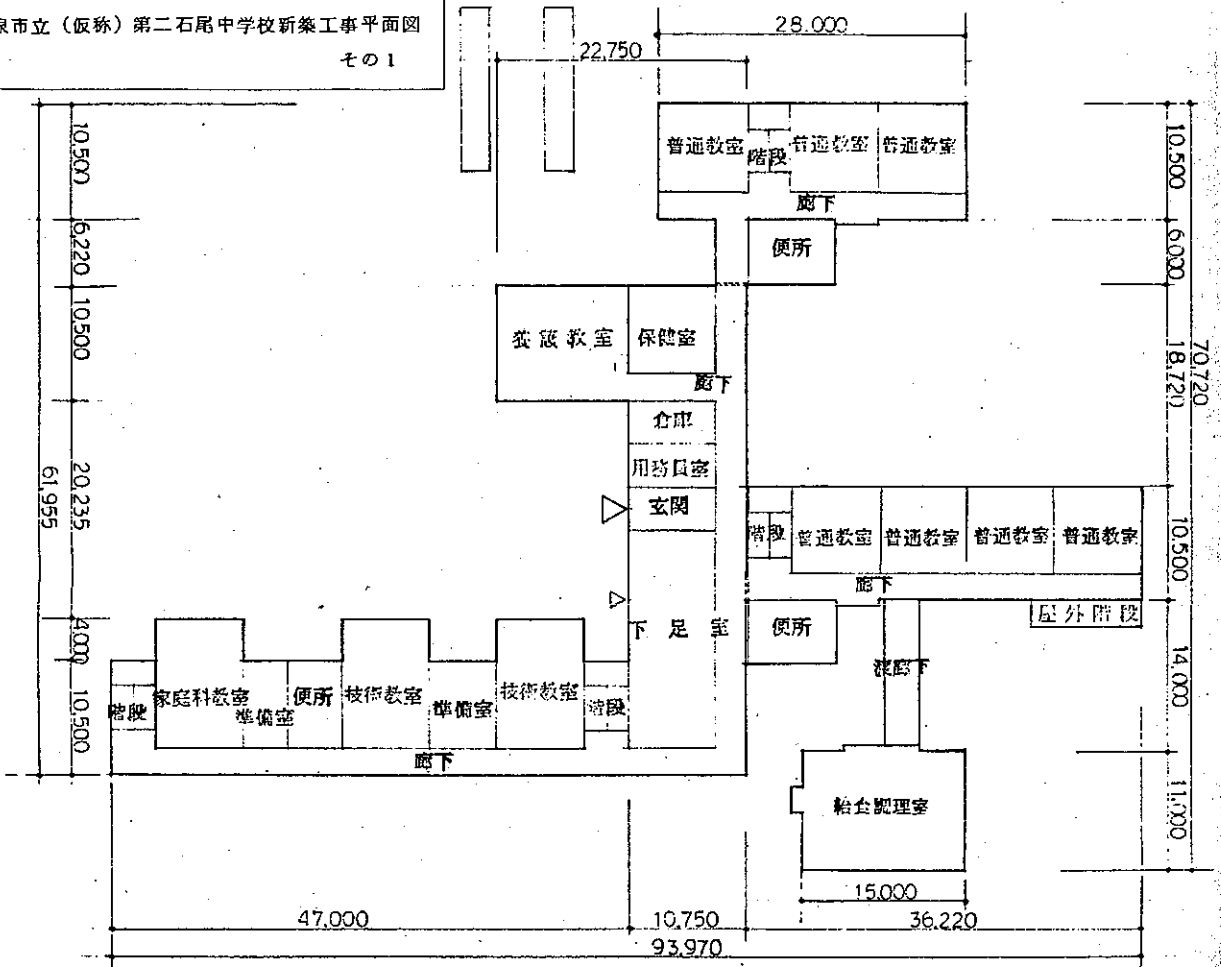 泉市立（仮称）第二石尾中学校新築工事平面図
その1
28.000
22,750
10,500
6,220
10,500
20,235
4,000
10,500
61,955
10.500
6,000
18,720
10,500
14,000
11,000
70,720
普通教室
階段
普通教室
普通教室
廊下
便所
養護教室
保健室
廊下
倉庫
用務員室
玄関
階段
普通教室
普通教室
普通教室
普通教室
廊下
屋外階段
下足室
便所
渡廊下
階段
家庭科教室
準備室
便所
技術教室
準備室
技術教室
階段
廊下
給食調理室
15.000
47,000
10,750
36,220
93,970